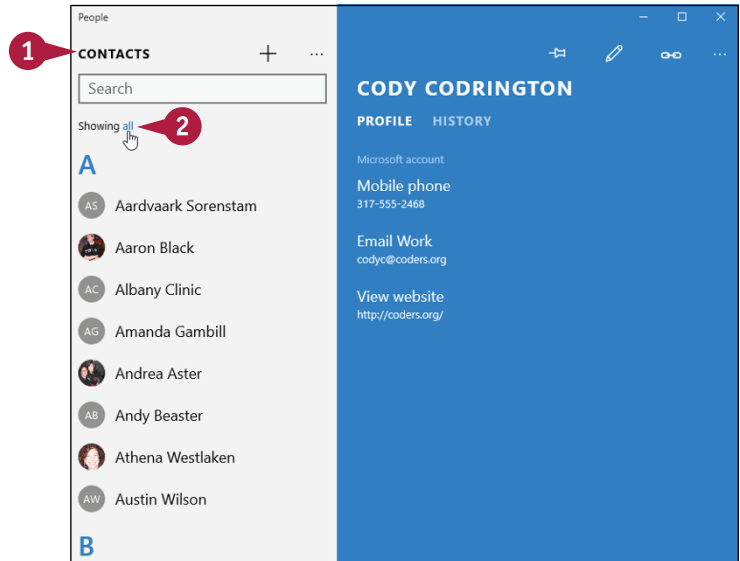 People
1
CONTACTS
Search
Showing all
2
A
AS Aardvaark Sorenstam
Aaron Black
AC Albany Clinic
AG Amanda Gambill
Andrea Aster
AB Andy Beaster
Athena Westlaken
AW Austin Wilson
B
CODY CODRINGTON
PROFILE HISTORY
Microsoft account
Mobile phone
317-555-2468
Email Work
codyc@coders.org
View website
http://coders.org/